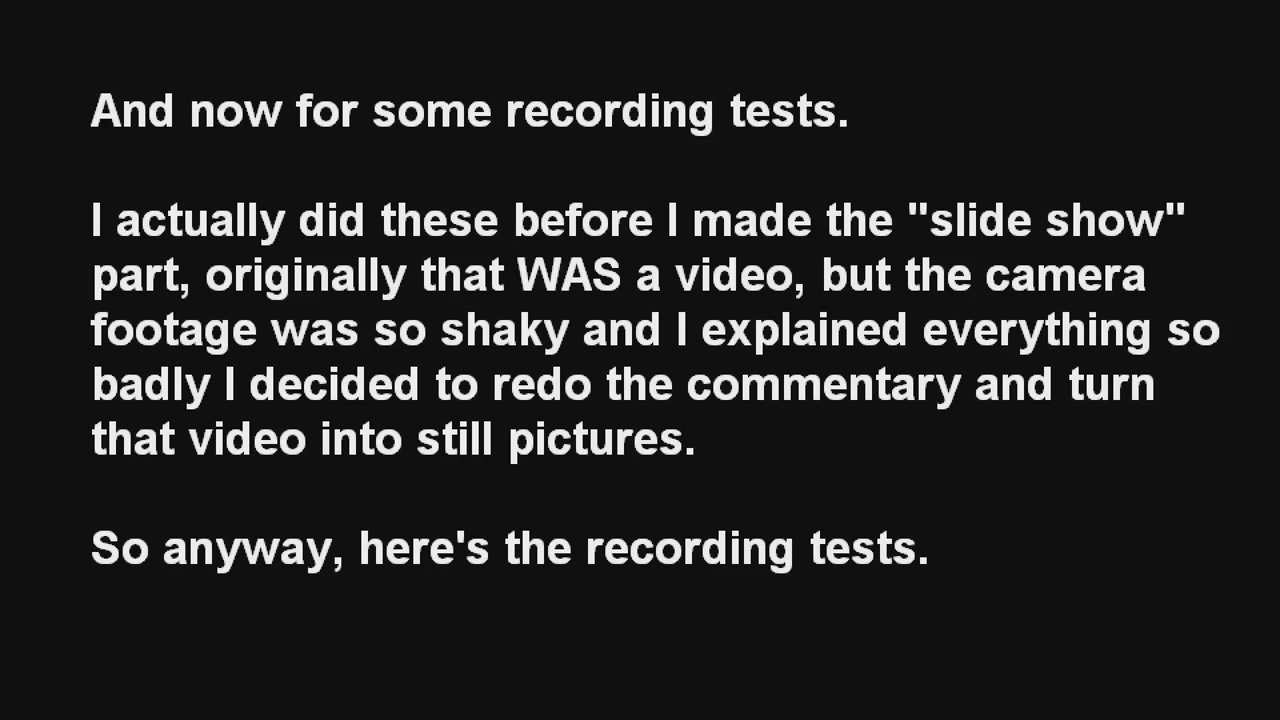 And now for some recording tests.
I actually did these before I made the "slide show"
part, originally that WAS a video, but the camera
footage was so shaky and I explained everything so
badly I decided to redo the commentary and turn
that video into still pictures.
So anyway, here's the recording tests.